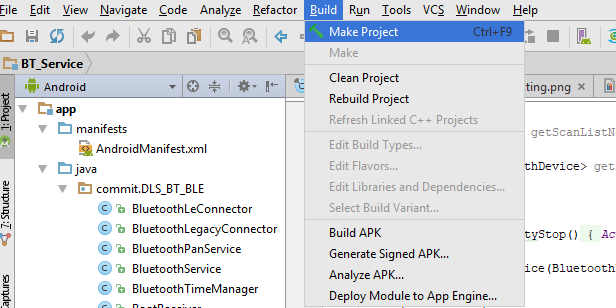 View Navigate Code Analyze Refactor Build Run Tools VCS Window Help
BT_Service
Android
1: Project
7: Structure
Captures
app
manifests
AndroidManifest.xml
java
commit.DLS_BT_BLE
BluetoothLeConnector
BluetoothLegacyConnector
BluetoothPanService
BluetoothService
BluetoothTimeManager
Make Project Ctrl+F9
Make
Clean Project
Rebuild Project
Refresh Linked C++ Projects
Edit Build Types...
Edit Flavors...
Edit Libraries and Dependencies...
Select Build Variant...
Build APK
Generate Signed APK...
Analyze APK...
Deploy Module to App Engine...
ting.png
getScanListN
thDevice> get
tyStop() { Ac
ice(Bluetooth